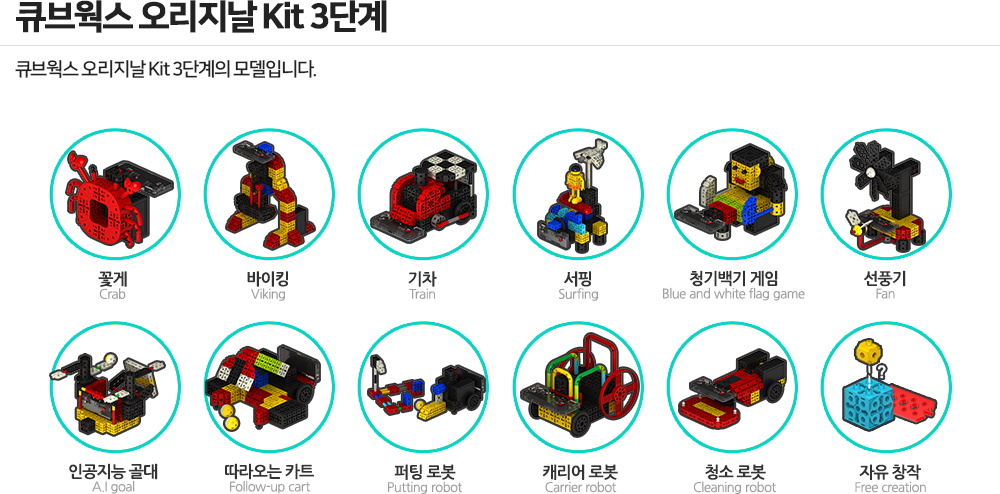 큐브웍스 오리지날 Kit 3단계
큐브웍스 오리지날 Kit 3단계의 모델입니다.
꽃게
Crab
바이킹
Viking
기차
Train
서핑
Surfing
청기백기 게임
Blue and white flag game
선풍기
Fan
인공지능 골대
A.I goal
따라오는 카트
Follow-up cart
퍼팅 로봇
Putting robot
캐리어 로봇
Carrier robot
청소 로봇
Cleaning robot
?
자유 창작
Free creation